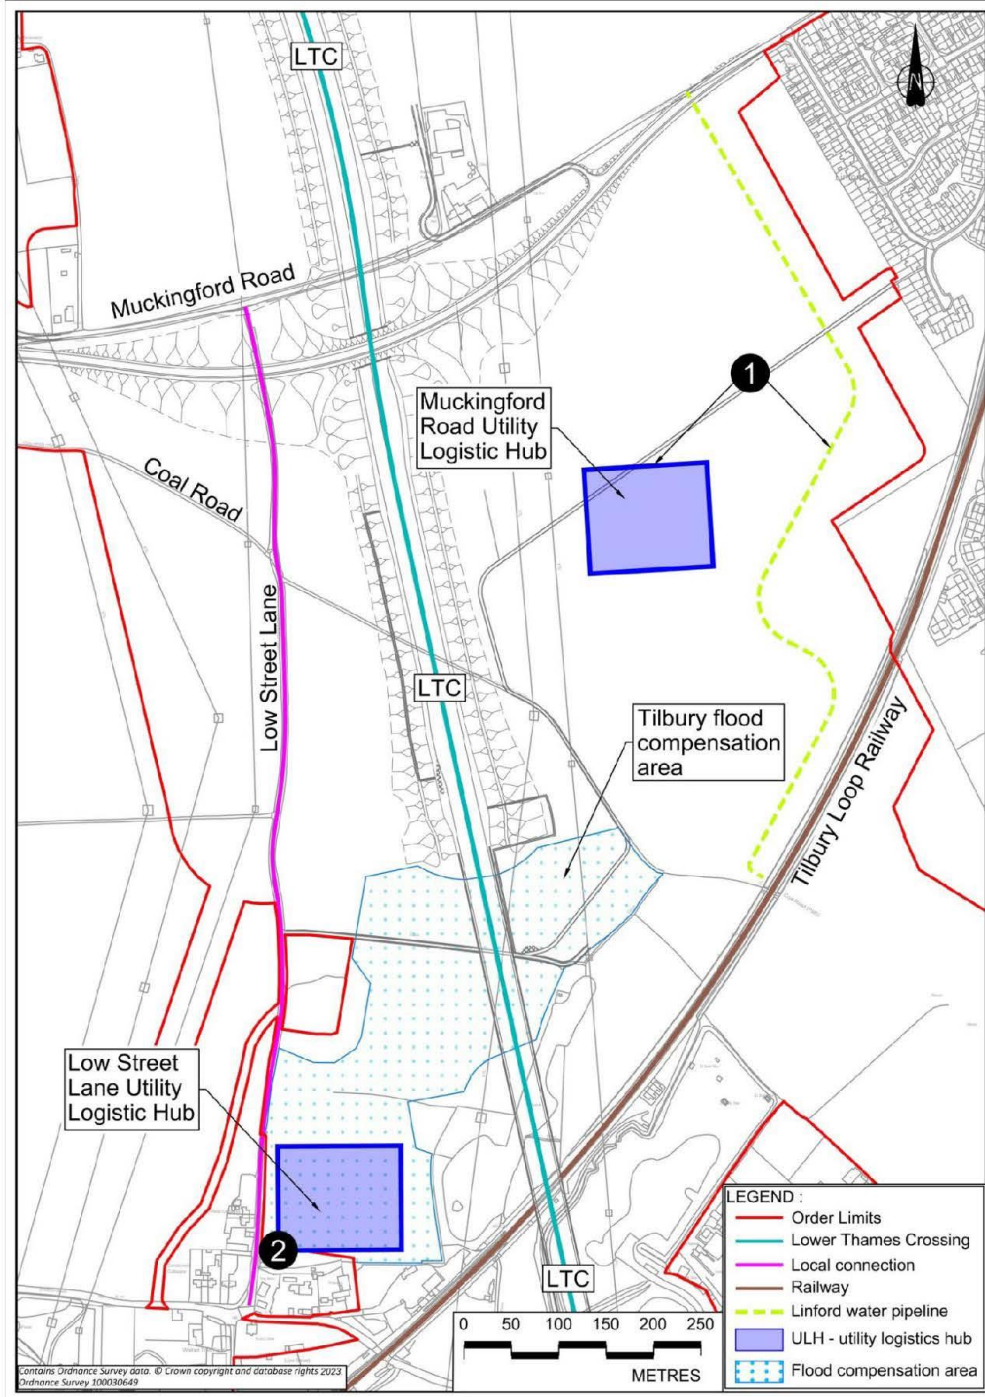 LTC
N
Muckingford Road
1
Muckingford
Road Utility
Logistic Hub
Coal Road
Low Street Lane
LTC
Tilbury flood
compensation
area
Tilbury Loop Railway
Low Street
Lane Utility
Logistic Hub
2
LTC
LEGEND :
Order Limits
Lower Thames Crossing
Local connection
Railway
Linford water pipeline
ULH - utility logistics hub
Flood compensation area
0 50 100 150 200 250
METRES
Contains Ordnance Survey data. © Crown copyright and database rights 2023
Ordnance Survey 100030649